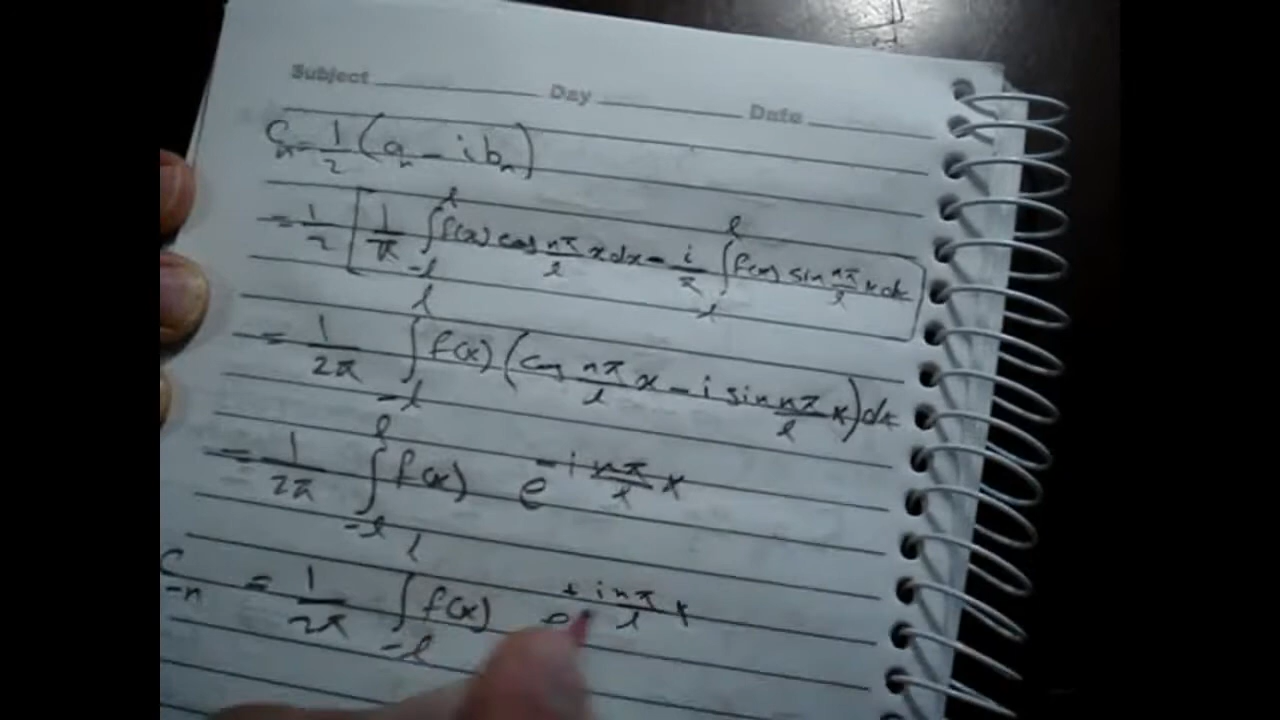 Subject Day Date
Cₙ = 1/2 (aₙ - i bₙ)
= 1/2 [ 1/π ∫_{-l}^{l} f(x) cos nπ/l x dx - i/π ∫_{-l}^{l} f(x) sin nπ/l x dx ]
= 1/2π ∫_{-l}^{l} f(x) ( cos nπ/l x - i sin nπ/l x ) dx
= 1/2π ∫_{-l}^{l} f(x) e^{-i nπ/l x}
C₋ₙ = 1/2π ∫_{-l}^{l} f(x) e^{+ i nπ/l x}